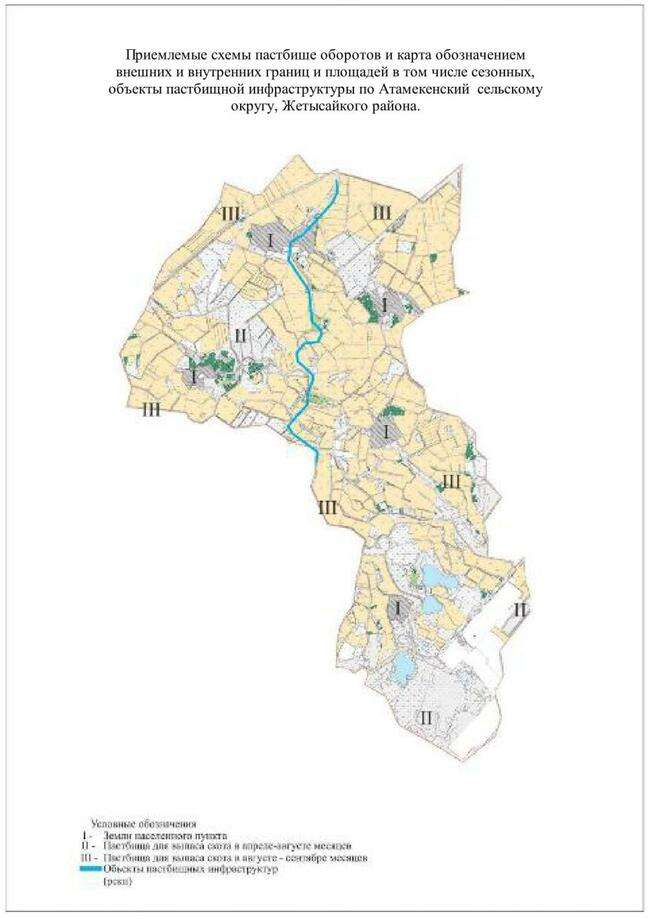 Приемлемые схемы пастбише оборотов и карта обозначением
внешних и внутренних границ и площадей в том числе сезонных,
объекты пастбищной инфраструктуры по Атамекенский сельскому
округу, Жетысайкого района.
III
III
I
I
II
I
III
I
III
III
I
II
II
Условные обозначения
I - Земли населенного пункта
II - Пастбища для выпаса скота в апреле-августе месяцев
III - Пастбища для выпаса скота в августе - сентябре месяцев
Объекты пастбищных инфраструктур
(реки)